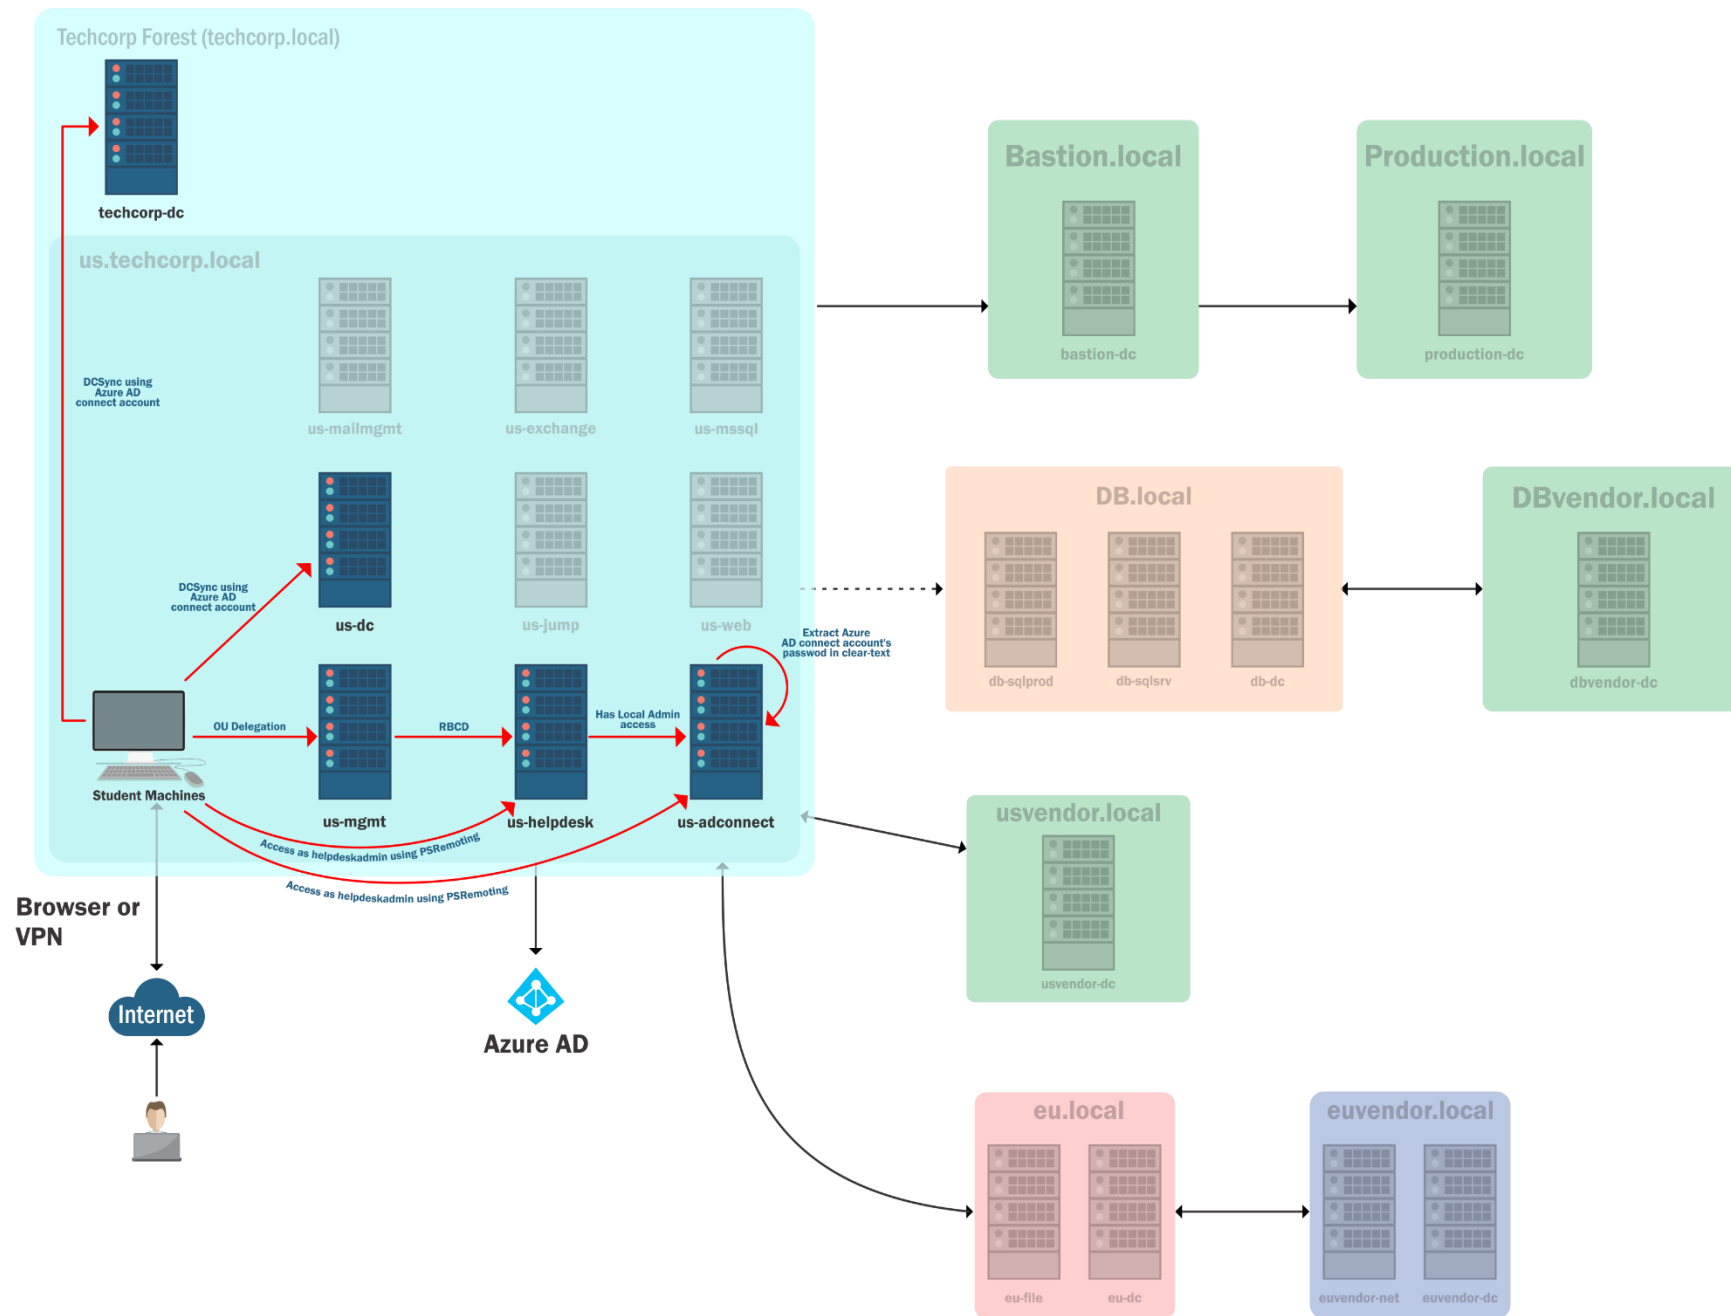 Techcorp Forest (techcorp.local)
techcorp-dc
us.techcorp.local
DCSync using
Azure AD
connect account
us-mailmgmt
us-exchange
us-mssql
DCSync using
Azure AD
connect account
us-dc
us-jump
us-web
Extract Azure
AD connect account's
passwod in clear-text
OU Delegation
RBCD
Has Local Admin
access
Student Machines
us-mgmt
us-helpdesk
us-adconnect
Access as helpdeskadmin using PSRemoting
Access as helpdeskadmin using PSRemoting
Browser or
VPN
Internet
Azure AD
Bastion.local
bastion-dc
Production.local
production-dc
DB.local
db-sqlprod
db-sqlsrv
db-dc
DBvendor.local
dbvendor-dc
usvendor.local
usvendor-dc
eu.local
eu-file
eu-dc
euvendor.local
euvendor-net
euvendor-dc